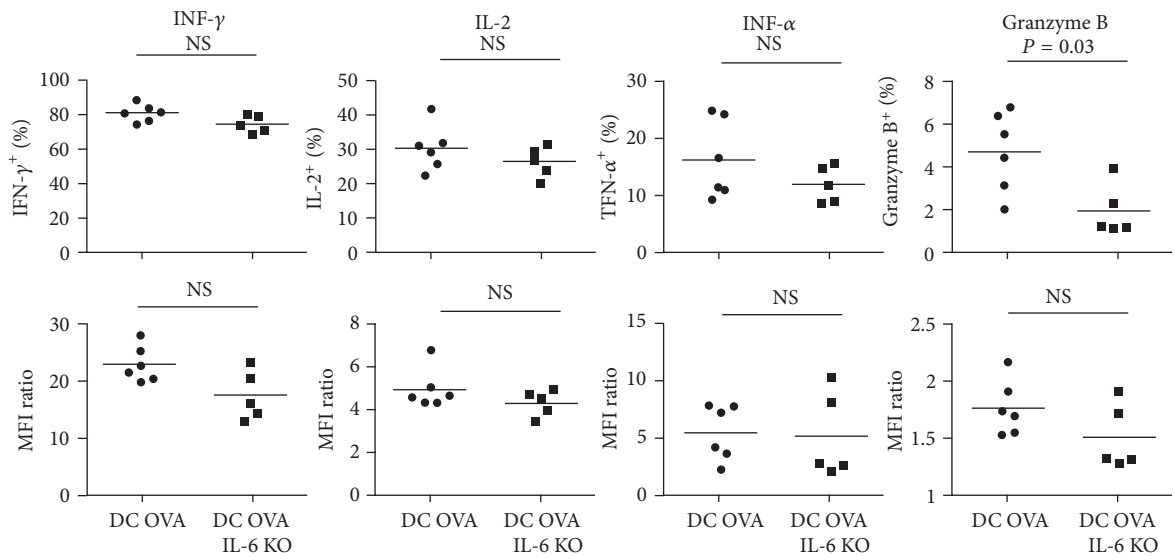 INF-γ
NS
IFN-γ+ (%)
100
80
60
40
20
0
IL-2
NS
IL-2+ (%)
50
40
30
20
10
0
INF-α
NS
TFN-α+ (%)
30
20
10
0
Granzyme B
P = 0.03
Granzyme B+ (%)
8
6
4
2
0
NS
MFI ratio
30
20
10
0
DC OVA
DC OVA
IL-6 KO
NS
MFI ratio
8
6
4
2
0
DC OVA
DC OVA
IL-6 KO
NS
MFI ratio
15
10
5
0
DC OVA
DC OVA
IL-6 KO
NS
MFI ratio
2.5
2
1.5
1
DC OVA
DC OVA
IL-6 KO